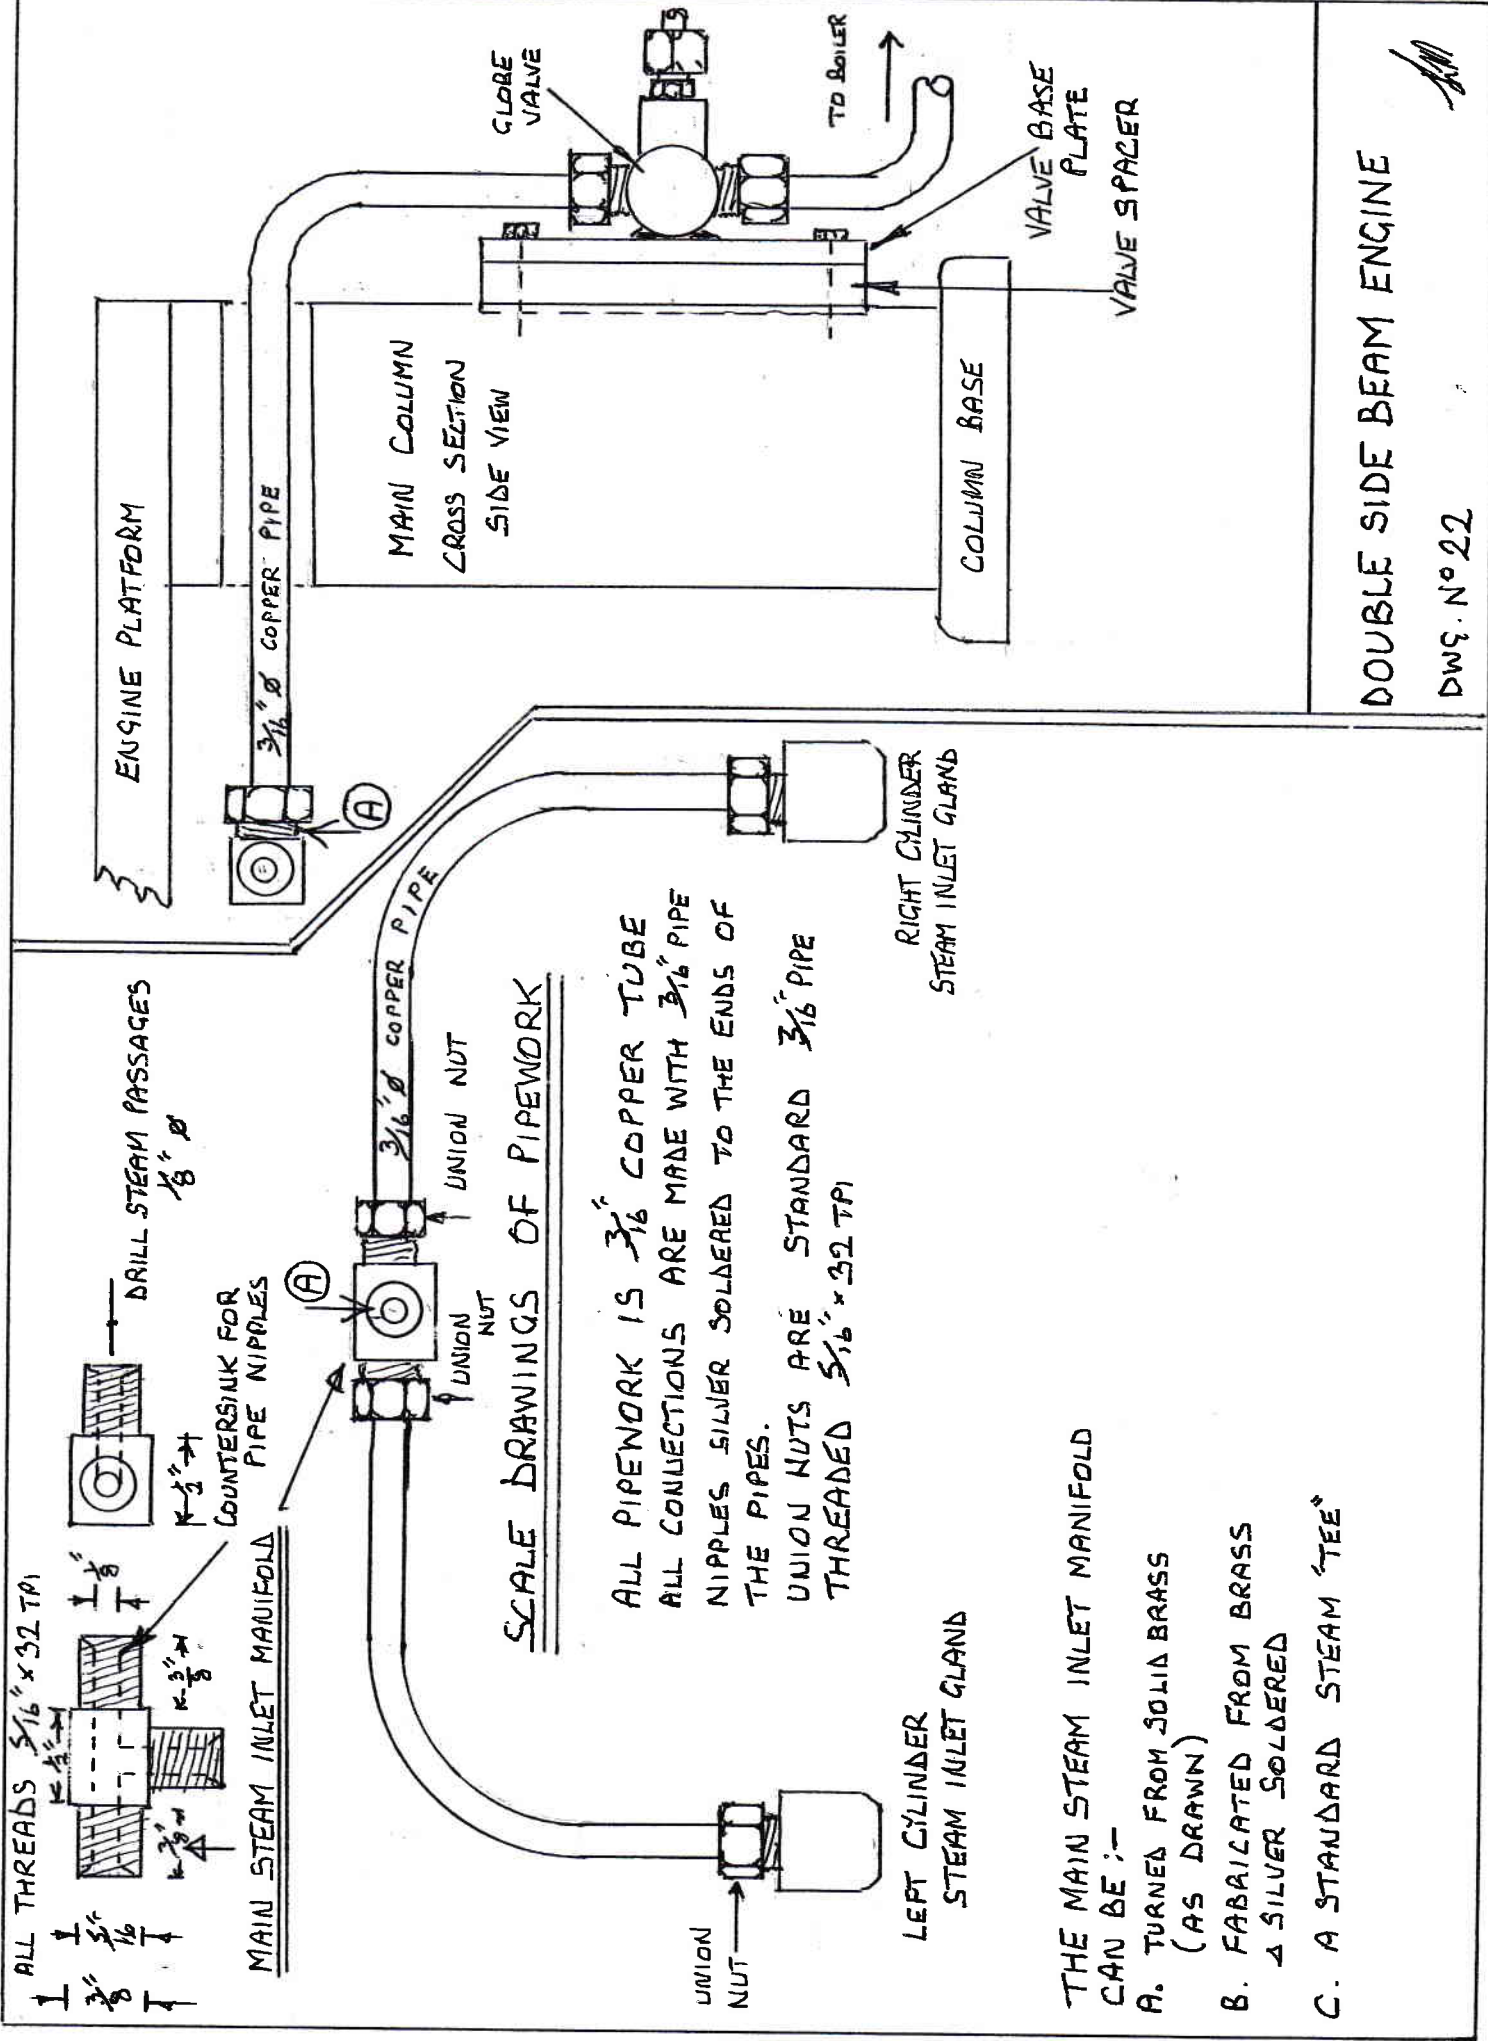 ALL THREADS 5/16" × 32 TPI
3/8"
5/16"
1/2"
1/8"
3/8"
3/8"
1/2"
DRILL STEAM PASSAGES
1/8" Ø
COUNTERSINK FOR
PIPE NIPPLES
MAIN STEAM INLET MANIFOLD
A
UNION
NUT
UNION NUT
3/16" Ø COPPER PIPE
SCALE DRAWINGS OF PIPEWORK
ALL PIPEWORK IS 3/16" COPPER TUBE
ALL CONNECTIONS ARE MADE WITH 3/16" PIPE
NIPPLES SILVER SOLDERED TO THE ENDS OF
THE PIPES.
UNION NUTS ARE STANDARD 3/16" PIPE
THREADED 5/16" × 32 TPI
UNION
NUT
LEFT CYLINDER
STEAM INLET GLAND
RIGHT CYLINDER
STEAM INLET GLAND
THE MAIN STEAM INLET MANIFOLD
CAN BE :-
A. TURNED FROM SOLID BRASS
(AS DRAWN)
B. FABRICATED FROM BRASS
& SILVER SOLDERED
C. A STANDARD STEAM "TEE"
ENGINE PLATFORM
3/16" Ø COPPER PIPE
A
MAIN COLUMN
CROSS SECTION
SIDE VIEW
GLOBE
VALVE
TO BOILER
COLUMN BASE
VALVE BASE
PLATE
VALVE SPACER
DOUBLE SIDE BEAM ENGINE
DWG. Nº 22